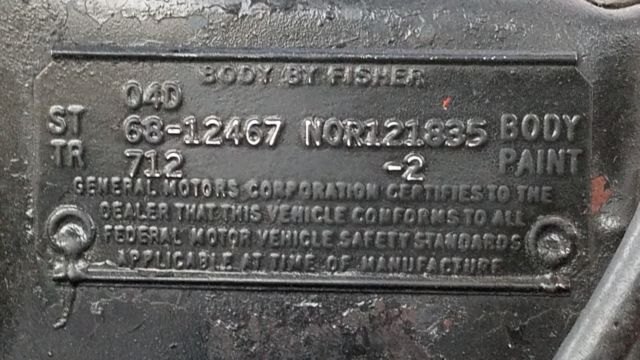 BODY BY FISHER
04D
ST 68-12467 NOR121835 BODY
TR 712 -2 PAINT
GENERAL MOTORS CORPORATION CERTIFIES TO THE
DEALER THAT THIS VEHICLE CONFORMS TO ALL
FEDERAL MOTOR VEHICLE SAFETY STANDARDS
APPLICABLE AT TIME OF MANUFACTURE